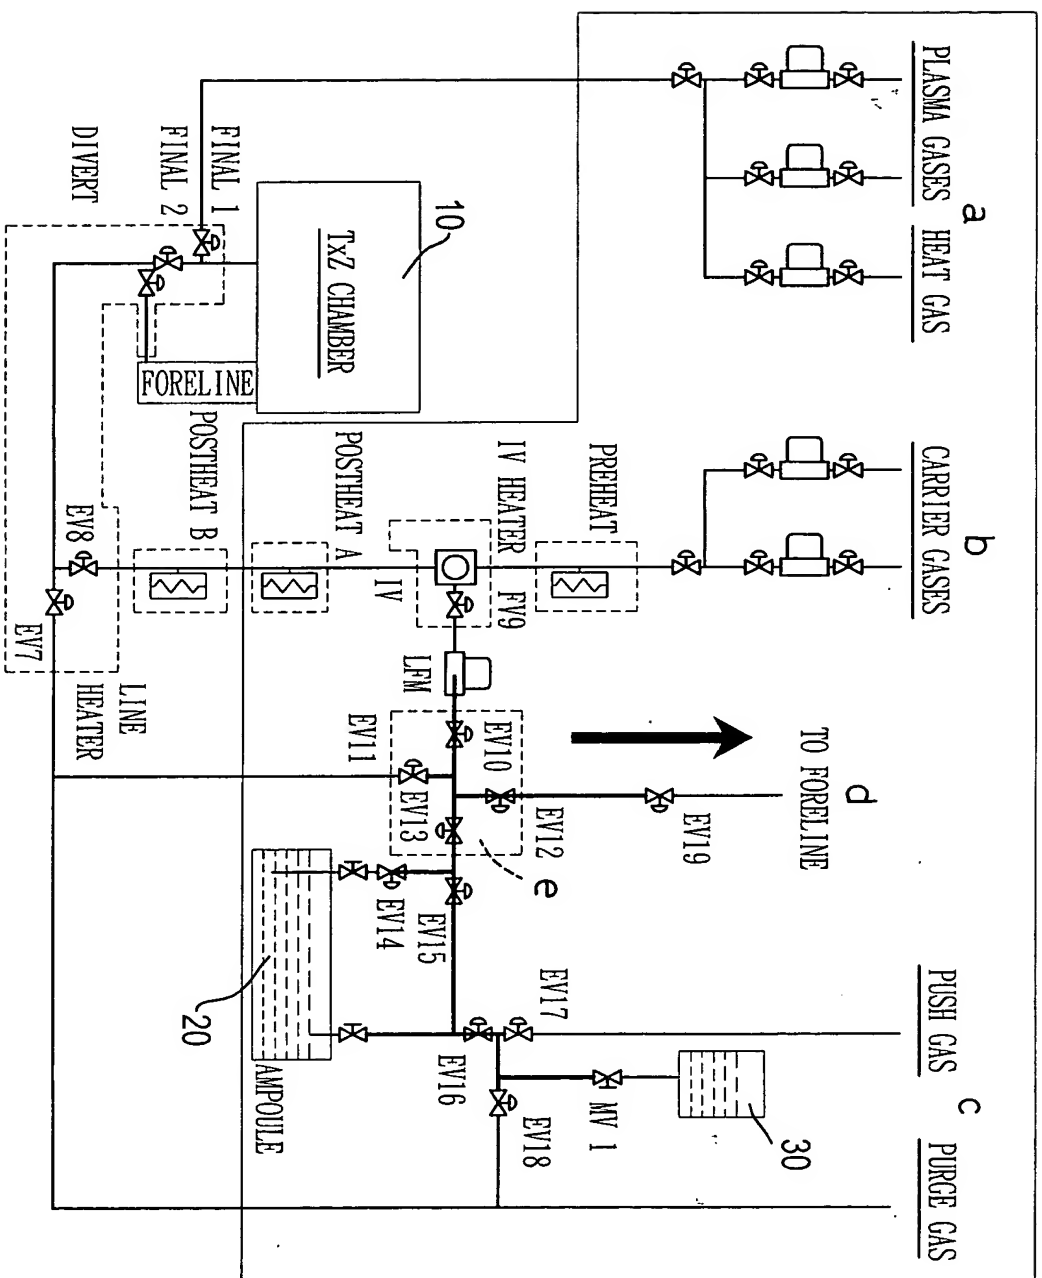 PLASMA GASES
HEAT GAS
a
CARRIER GASES
b
TO FORELINE
d
PUSH GAS
c
PURGE GAS
10
TxZ CHAMBER
FINAL 1
FINAL 2
DIVERT
FORELINE
PREHEAT
IV HEATER
EV9
IV
POSTHEAT A
POSTHEAT B
EV8
EV7
LINE
HEATER
LFM
EV10
EV11
EV12
EV13
EV19
e
EV14
EV15
EV16
EV17
EV18
MV 1
30
20
AMPOULE